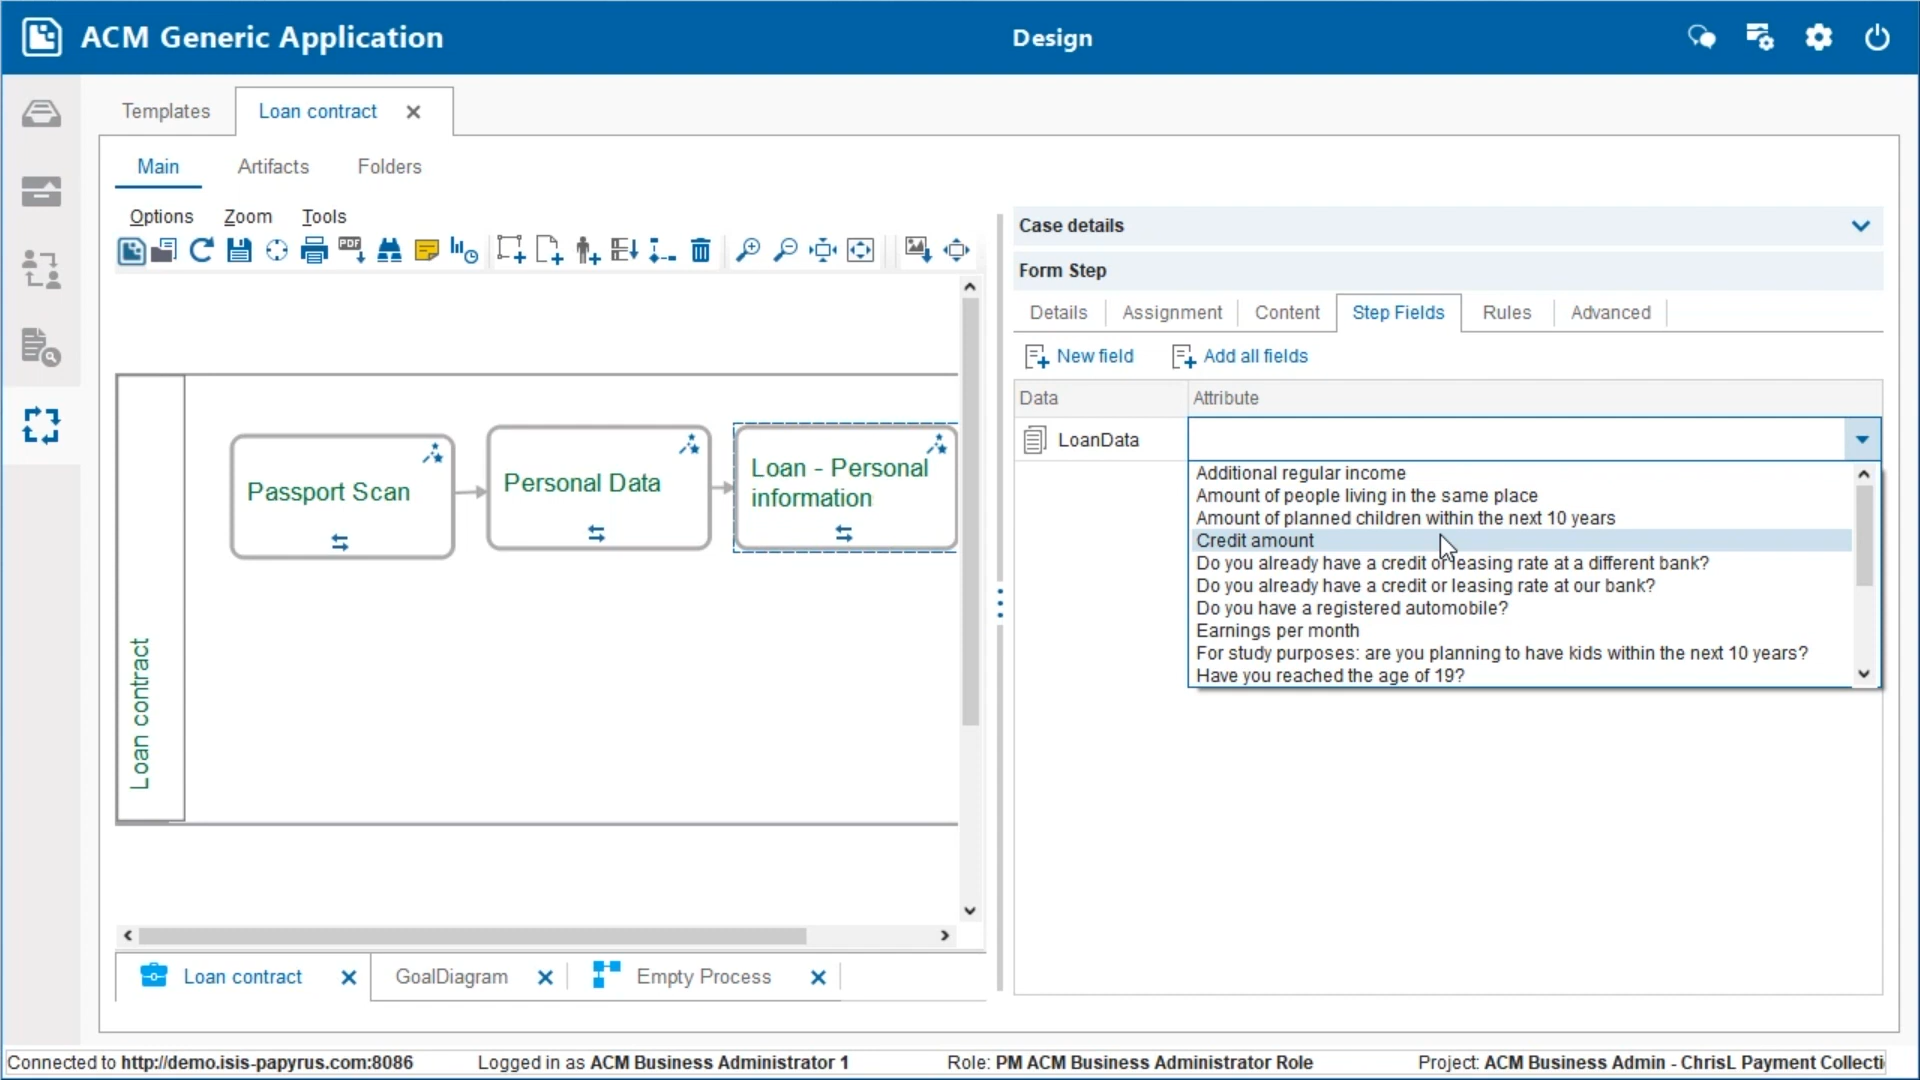 ACM Generic Application
Design
Templates
Loan contract
Main
Artifacts
Folders
Options
Zoom
Tools
PDF
Passport Scan
Personal Data
Loan - Personal
information
Loan contract
Loan contract
GoalDiagram
Empty Process
Case details
Form Step
Details
Assignment
Content
Step Fields
Rules
Advanced
New field
Add all fields
Data
Attribute
LoanData
Additional regular income
Amount of people living in the same place
Amount of planned children within the next 10 years
Credit amount
Do you already have a credit or leasing rate at a different bank?
Do you already have a credit or leasing rate at our bank?
Do you have a registered automobile?
Earnings per month
For study purposes: are you planning to have kids within the next 10 years?
Have you reached the age of 19?
Connected to http://demo.isis-papyrus.com:8086
Logged in as ACM Business Administrator 1
Role: PM ACM Business Administrator Role
Project: ACM Business Admin - ChrisL Payment Collecti